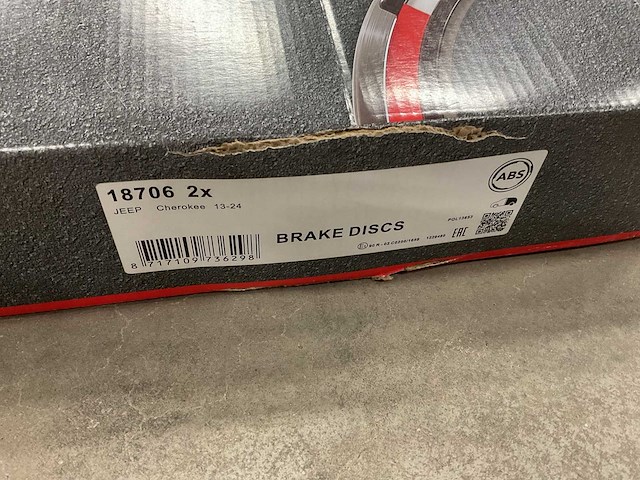 18706 2x
ABS
JEEP Cherokee 13-24
BRAKE DISCS
EAC
8 717109 736298